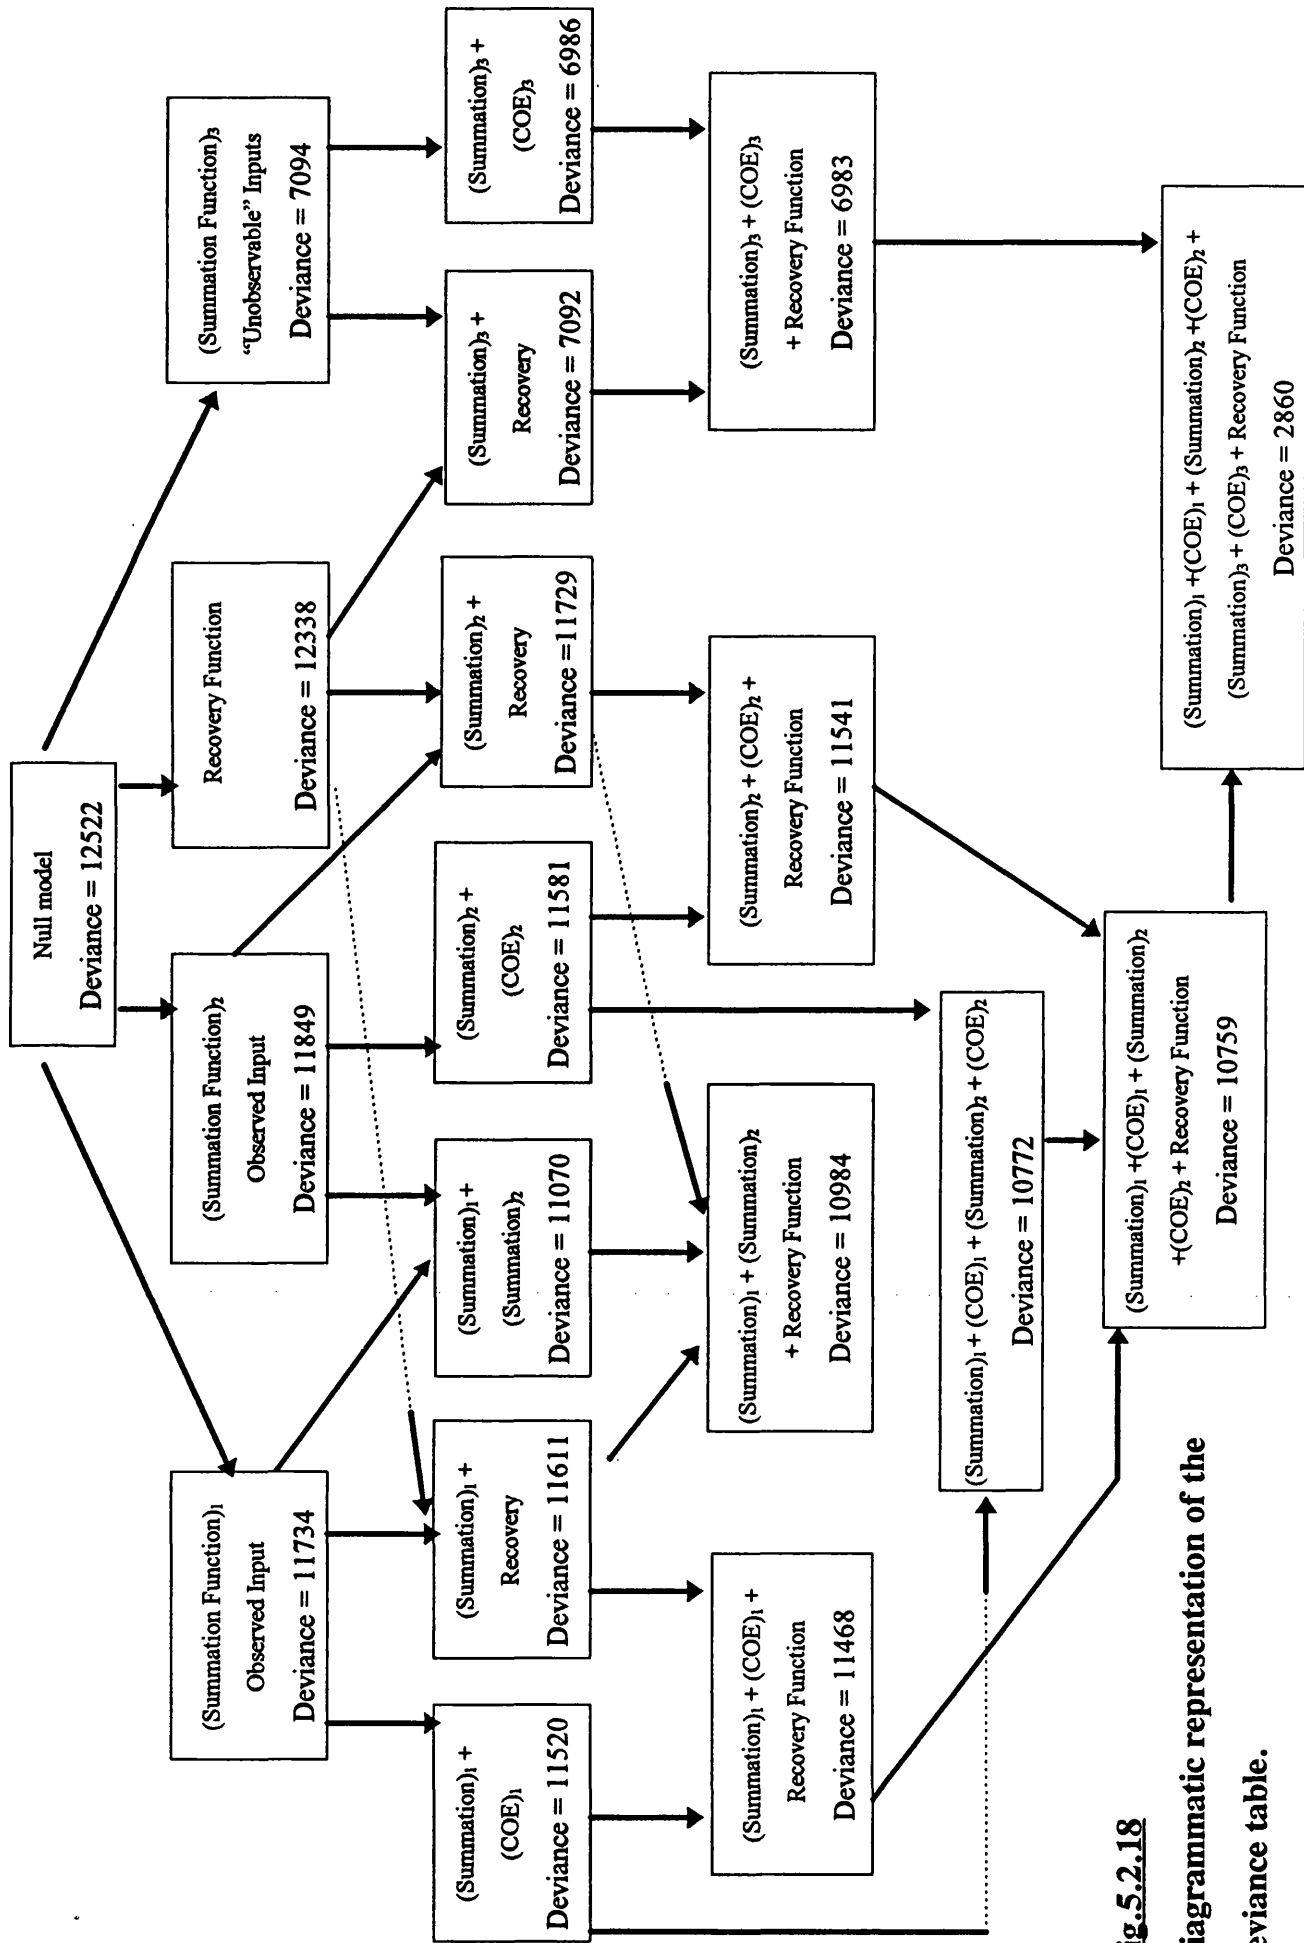 Null model
Deviance = 12522
(Summation Function)1
Observed Input
Deviance = 11734
(Summation Function)2
Observed Input
Deviance = 11849
Recovery Function
Deviance = 12338
(Summation Function)3
“Unobservable” Inputs
Deviance = 7094
(Summation)1 +
(COE)1
Deviance = 11520
(Summation)1 +
Recovery
Deviance = 11611
(Summation)1 +
(Summation)2
Deviance = 11070
(Summation)2 +
(COE)2
Deviance = 11581
(Summation)2 +
Recovery
Deviance =11729
(Summation)3 +
Recovery
Deviance = 7092
(Summation)3 +
(COE)3
Deviance = 6986
(Summation)1 + (COE)1 +
Recovery Function
Deviance = 11468
(Summation)1 + (Summation)2
+ Recovery Function
Deviance = 10984
(Summation)2 + (COE)2 +
Recovery Function
Deviance = 11541
(Summation)3 + (COE)3
+ Recovery Function
Deviance = 6983
(Summation)1 + (COE)1 + (Summation)2 + (COE)2
Deviance = 10772
(Summation)1 +(COE)1 + (Summation)2
+(COE)2 + Recovery Function
Deviance = 10759
(Summation)1 +(COE)1 + (Summation)2 +(COE)2 +
(Summation)3 + (COE)3 + Recovery Function
Deviance = 2860
ig.5.2.18
iagrammatic representation of the
eviance table.